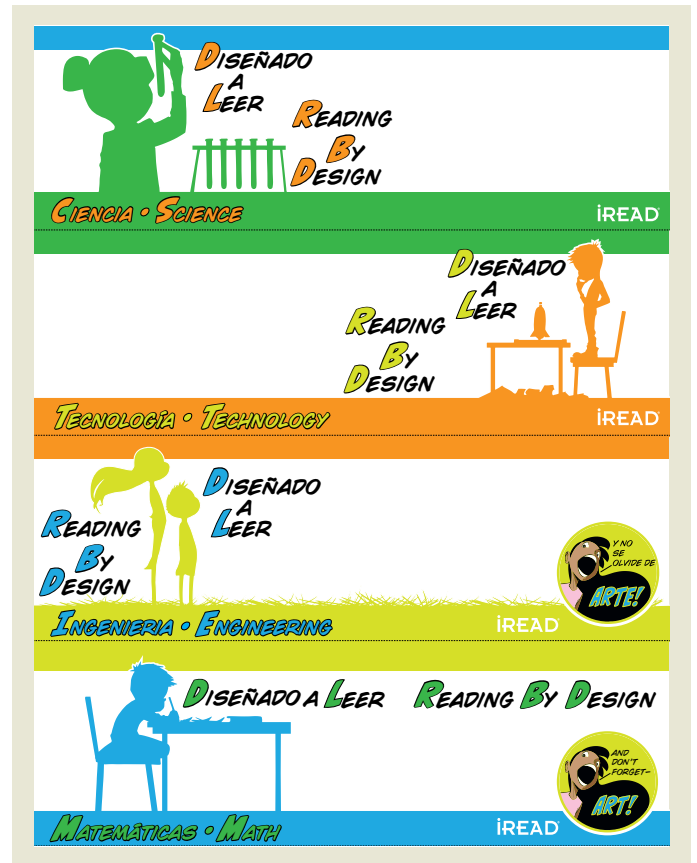 DISEÑADO
A
LEER
READING
BY
DESIGN
CIENCIA • SCIENCE
iREAD
DISEÑADO
A
LEER
READING
BY
DESIGN
TECNOLOGÍA • TECHNOLOGY
iREAD
DISEÑADO
A
LEER
READING
BY
DESIGN
Y NO
SE
OLVIDE DE
ARTE!
INGENIERIA • ENGINEERING
iREAD
DISEÑADO A LEER READING BY DESIGN
AND
DON'T
FORGET–
ART!
MATEMÁTICAS • MATH
iREAD